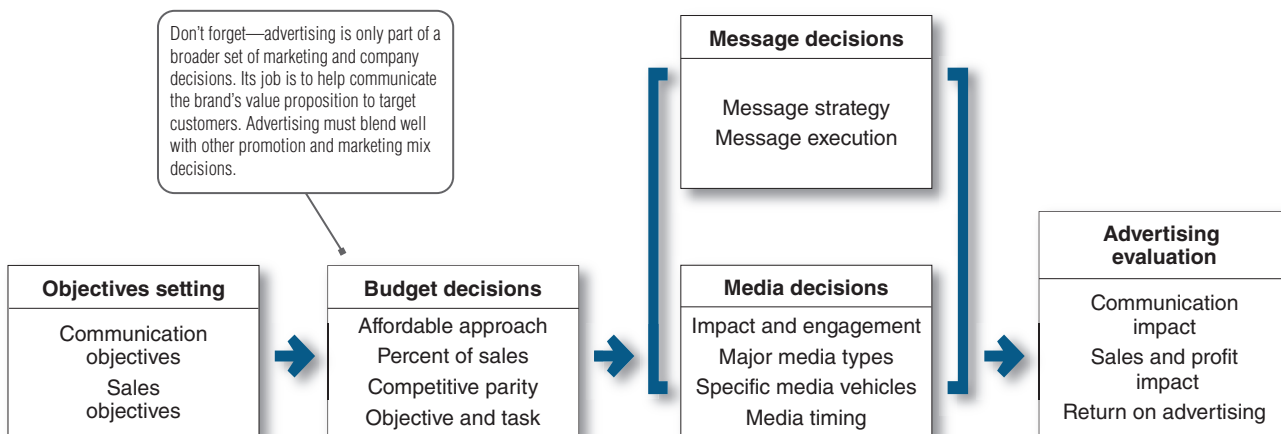 Don't forget—advertising is only part of a
broader set of marketing and company
decisions. Its job is to help communicate
the brand's value proposition to target
customers. Advertising must blend well
with other promotion and marketing mix
decisions.
Objectives setting
Communication
objectives
Sales
objectives
Budget decisions
Affordable approach
Percent of sales
Competitive parity
Objective and task
Message decisions
Message strategy
Message execution
Media decisions
Impact and engagement
Major media types
Specific media vehicles
Media timing
Advertising
evaluation
Communication
impact
Sales and profit
impact
Return on advertising